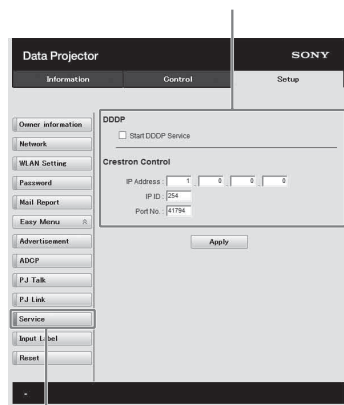 Data Projector
SONY
Information Control Setup
Owner information
Network
WLAN Setting
Password
Mail Report
Easy Menu
Advertisement
ADCP
PJ Talk
PJ Link
Service
Input Label
Reset
DDDP
Start DDDP Service
Crestron Control
IP Address : 1 . 0 . 0 . 0
IP ID : 254
Port No. : 41794
Apply